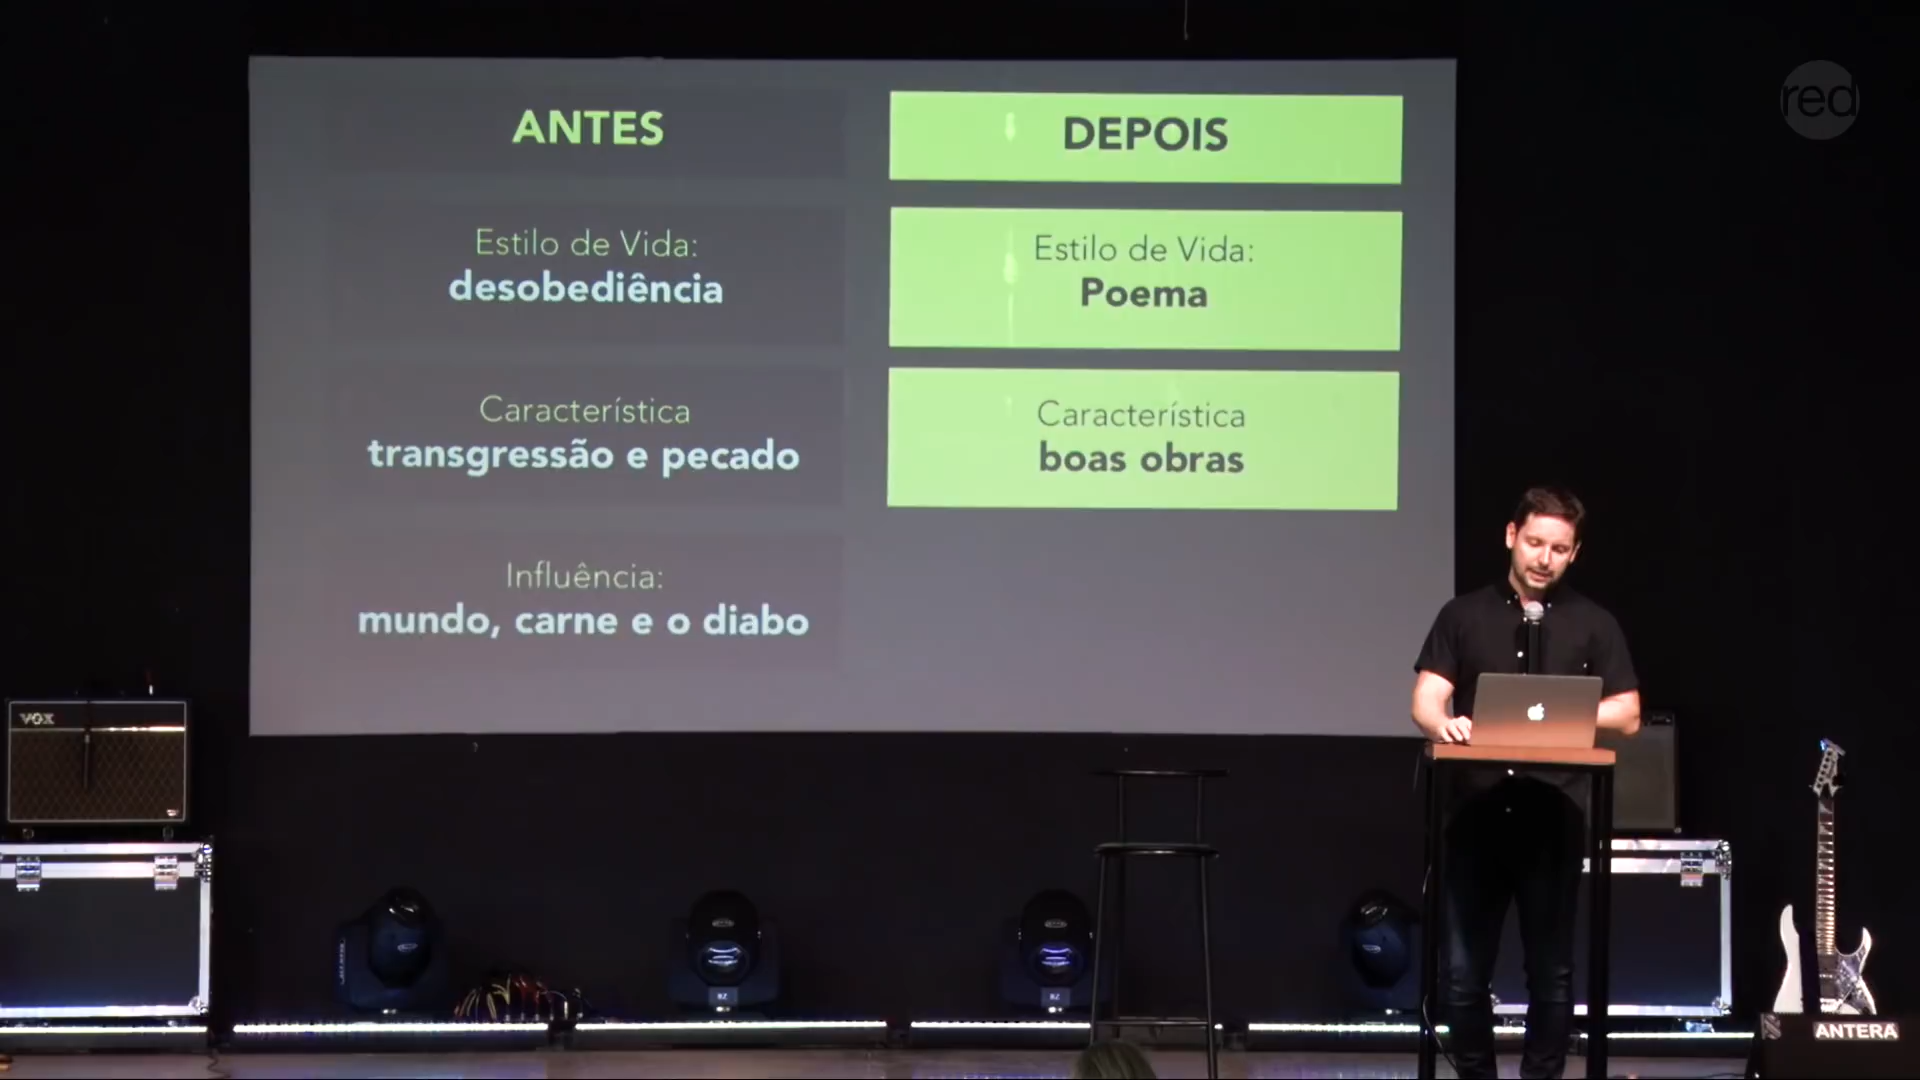 red
ANTES
DEPOIS
Estilo de Vida:
desobediência
Estilo de Vida:
Poema
Característica
transgressão e pecado
Característica
boas obras
Influência:
mundo, carne e o diabo
VOX
ANTERA